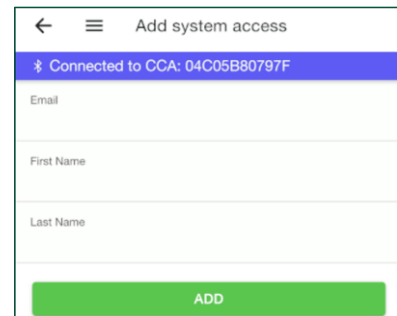 Add system access
Connected to CCA: 04C05B80797F
Email
First Name
Last Name
ADD